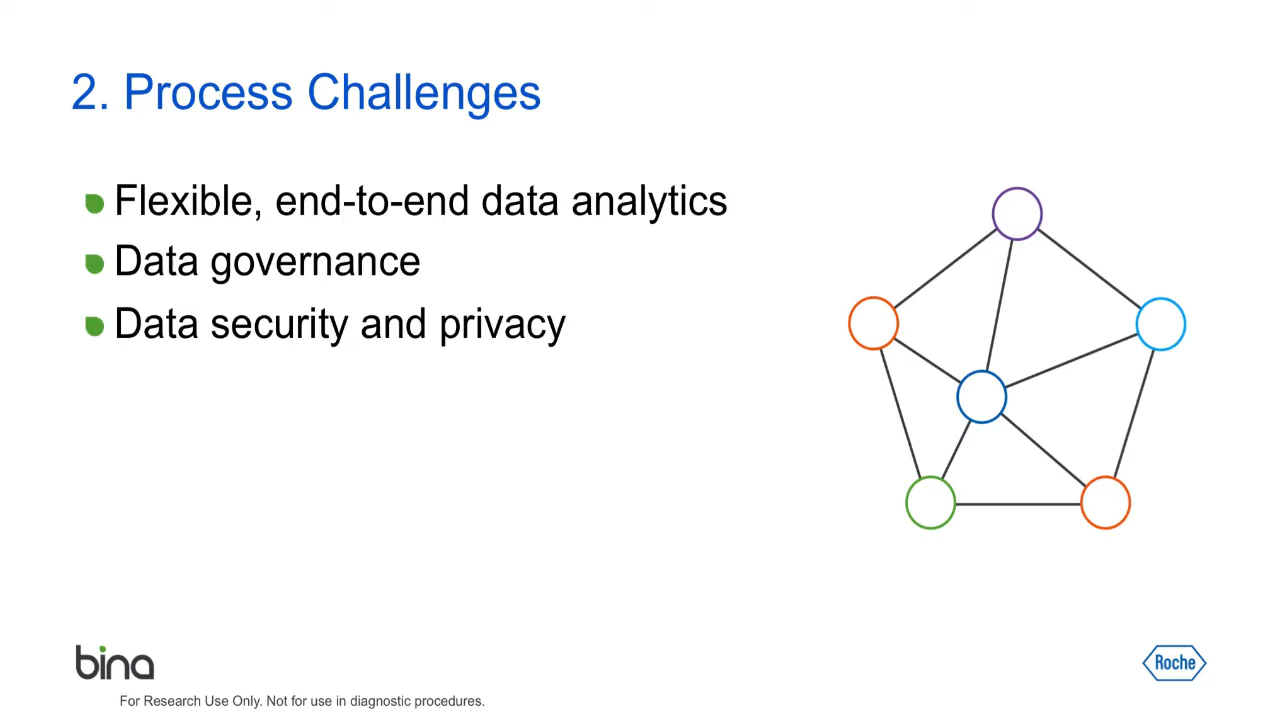 2. Process Challenges
Flexible, end-to-end data analytics
Data governance
Data security and privacy
bina
Roche
For Research Use Only. Not for use in diagnostic procedures.